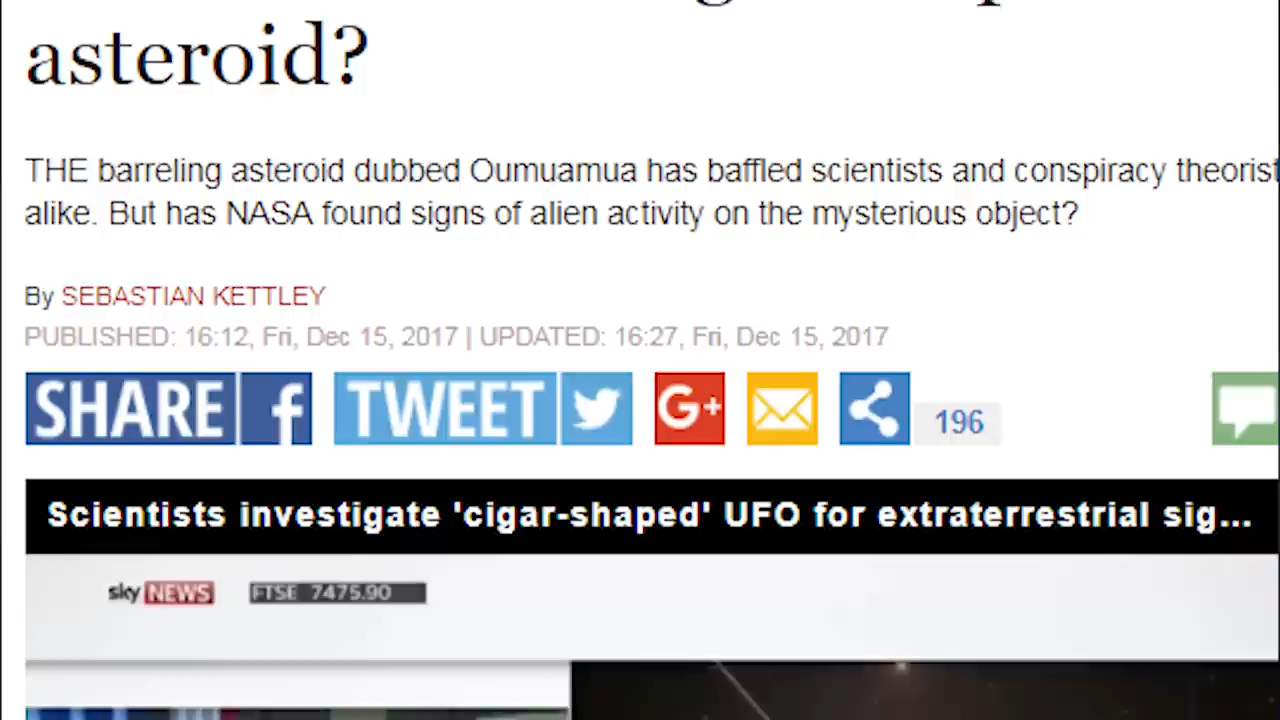 asteroid?
THE barreling asteroid dubbed Oumuamua has baffled scientists and conspiracy theorist
alike. But has NASA found signs of alien activity on the mysterious object?
By SEBASTIAN KETTLEY
PUBLISHED: 16:12, Fri, Dec 15, 2017 | UPDATED: 16:27, Fri, Dec 15, 2017
SHARE f TWEET G+ 196
Scientists investigate 'cigar-shaped' UFO for extraterrestrial sig...
sky NEWS FTSE 7475.90